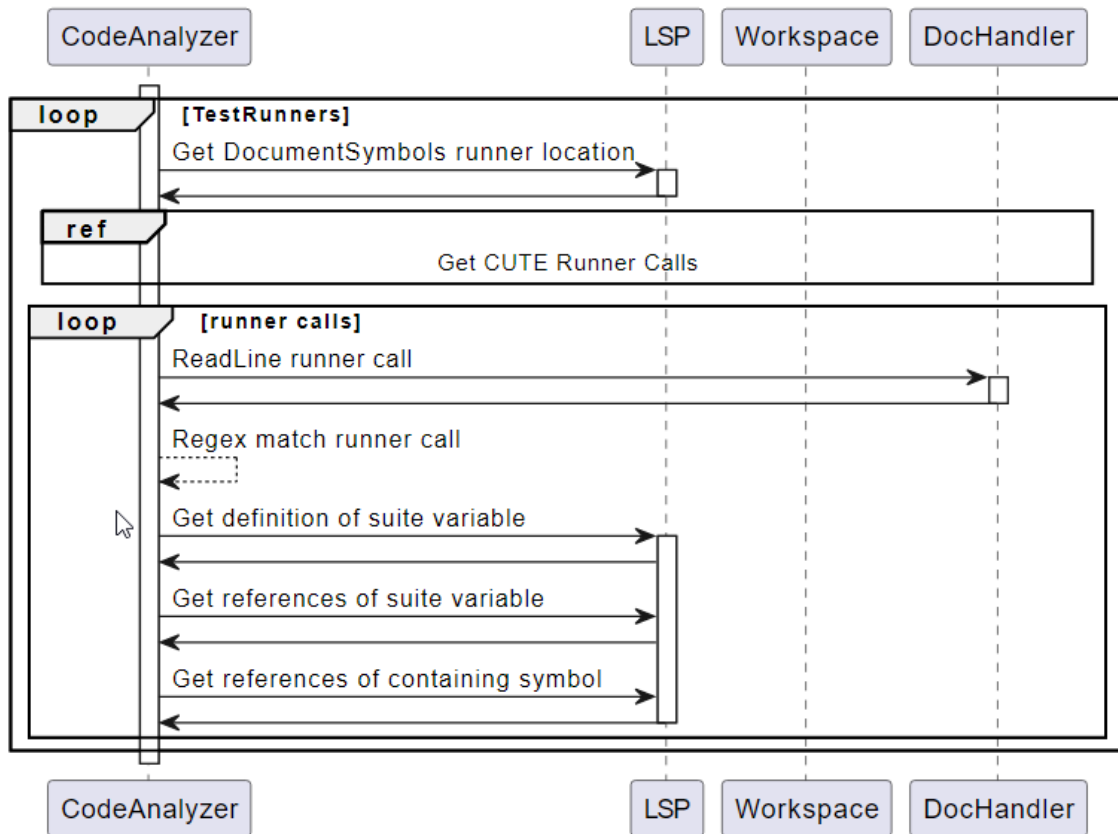 CodeAnalyzer LSP Workspace DocHandler
loop [TestRunners]
Get DocumentSymbols runner location
ref
Get CUTE Runner Calls
loop [runner calls]
ReadLine runner call
Regex match runner call
Get definition of suite variable
Get references of suite variable
Get references of containing symbol
CodeAnalyzer LSP Workspace DocHandler